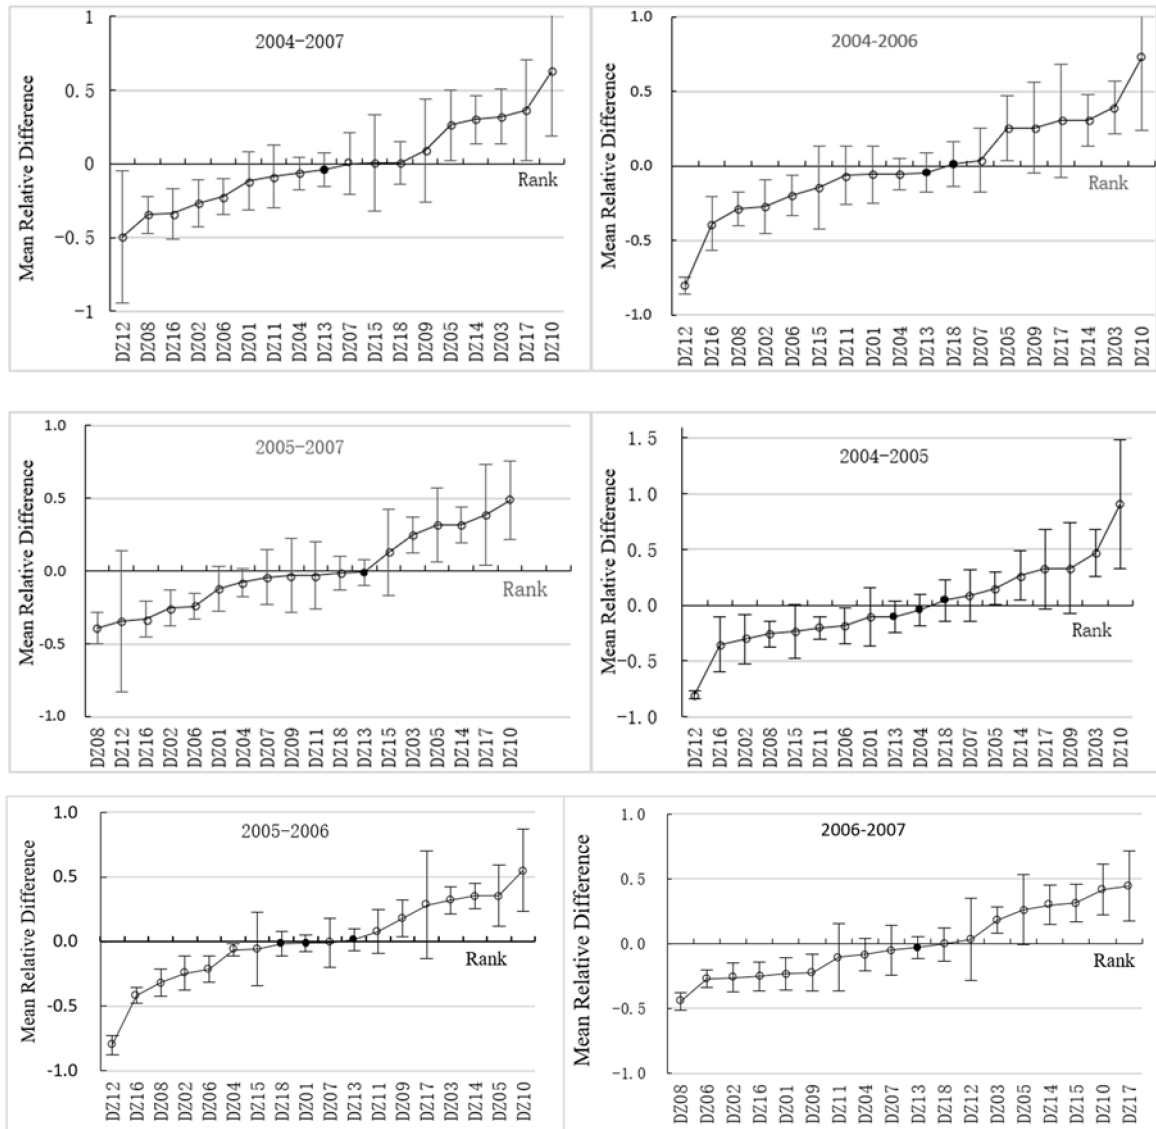 2004-2007
Mean Relative Difference
1
0.5
0
-0.5
-1
Rank
DZ12 DZ08 DZ16 DZ02 DZ06 DZ01 DZ11 DZ04 DZ13 DZ07 DZ15 DZ18 DZ09 DZ05 DZ14 DZ03 DZ17 DZ10
2004-2006
Mean Relative Difference
1.0
0.5
0.0
-0.5
-1.0
Rank
DZ12 DZ16 DZ08 DZ02 DZ06 DZ15 DZ11 DZ01 DZ04 DZ13 DZ18 DZ07 DZ05 DZ09 DZ17 DZ14 DZ03 DZ10
2005-2007
Mean Relative Difference
1.0
0.5
0.0
-0.5
-1.0
Rank
DZ08 DZ12 DZ16 DZ02 DZ06 DZ01 DZ04 DZ07 DZ09 DZ11 DZ18 DZ13 DZ15 DZ03 DZ05 DZ14 DZ17 DZ10
2004-2005
Mean Relative Difference
1.5
1.0
0.5
0.0
-0.5
-1.0
Rank
DZ12 DZ16 DZ02 DZ08 DZ15 DZ11 DZ06 DZ01 DZ13 DZ04 DZ18 DZ07 DZ05 DZ14 DZ17 DZ09 DZ03 DZ10
2005-2006
Mean Relative Difference
1.0
0.5
0.0
-0.5
-1.0
Rank
DZ12 DZ16 DZ08 DZ02 DZ06 DZ04 DZ15 DZ18 DZ01 DZ07 DZ13 DZ11 DZ09 DZ17 DZ03 DZ14 DZ05 DZ10
2006-2007
Mean Relative Difference
1.0
0.5
0.0
-0.5
-1.0
Rank
DZ08 DZ06 DZ02 DZ16 DZ01 DZ09 DZ11 DZ04 DZ07 DZ13 DZ18 DZ12 DZ03 DZ05 DZ14 DZ15 DZ10 DZ17